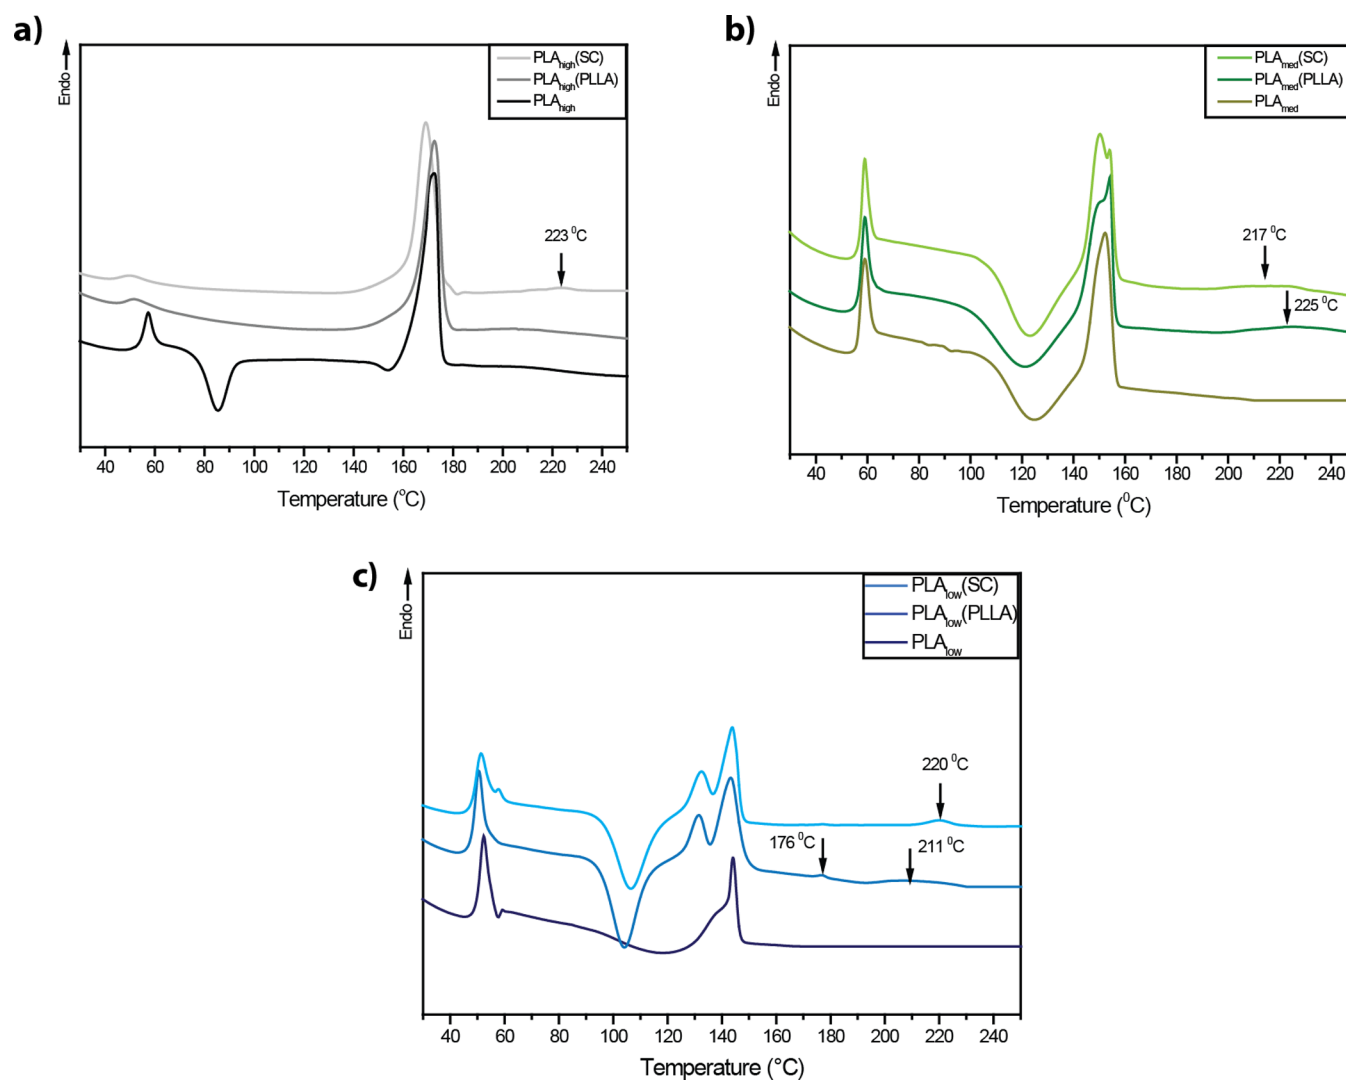 a)
Endo
PLAhigh(SC)
PLAhigh(PLLA)
PLAhigh
223 ⁰C
40 60 80 100 120 140 160 180 200 220 240
Temperature (°C)
b)
Endo
PLAmed(SC)
PLAmed(PLLA)
PLAmed
217 ⁰C
225 ⁰C
40 60 80 100 120 140 160 180 200 220 240
Temperature (⁰C)
c)
Endo
PLAlow(SC)
PLAlow(PLLA)
PLAlow
220 ⁰C
176 ⁰C 211 ⁰C
40 60 80 100 120 140 160 180 200 220 240
Temperature (°C)